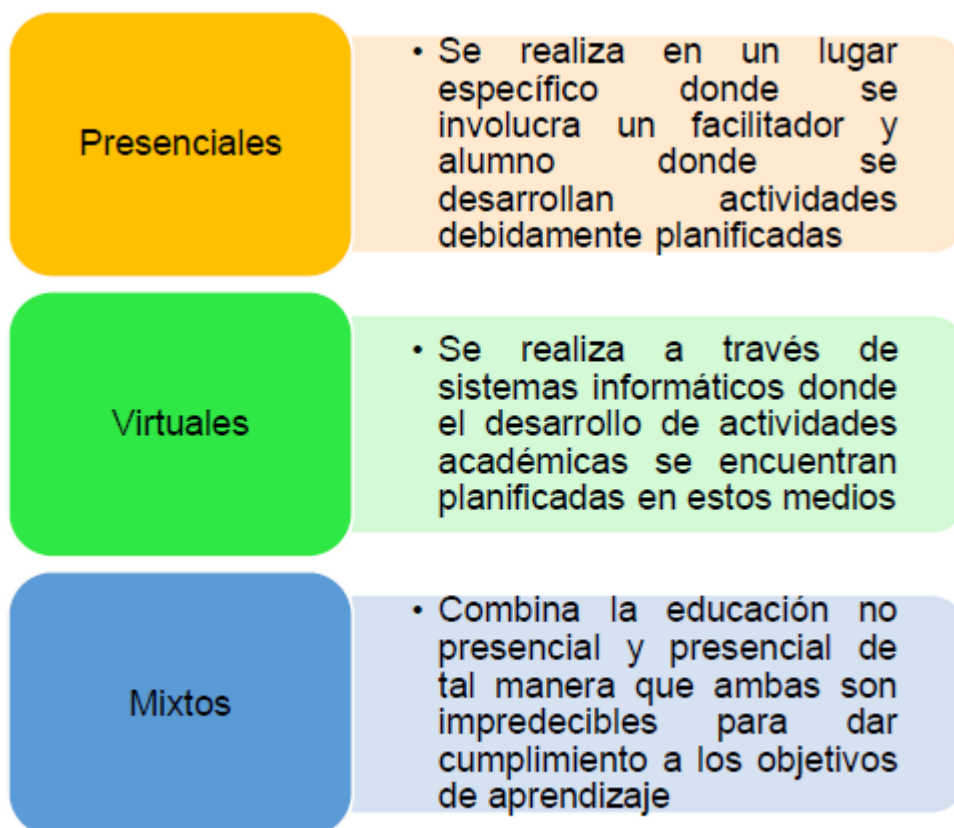 Presenciales
• Se realiza en un lugar
específico donde se
involucra un facilitador y
alumno donde se
desarrollan actividades
debidamente planificadas
Virtuales
• Se realiza a través de
sistemas informáticos donde
el desarrollo de actividades
académicas se encuentran
planificadas en estos medios
Mixtos
• Combina la educación no
presencial y presencial de
tal manera que ambas son
impredecibles para dar
cumplimiento a los objetivos
de aprendizaje